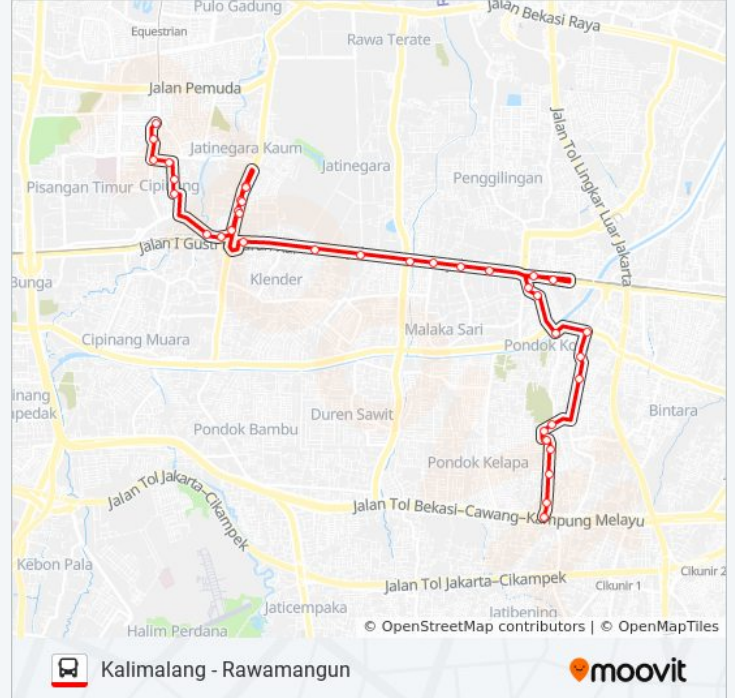 Pulo Gadung
Jalan Bekasi Raya
Equestrian
Rawa Terate
Jalan Pemuda
Jatinegara Kaum
Jatinegara
Penggilingan
Jalan Tol Lingkar Luar Jakarta
Pisangan Timur
Cipinang
Jalan I Gusti
Bunga
Klender
Malaka Sari
Cipinang Muara
Pondok Ko
inang
mpedak
Duren Sawit
Bintara
Pondok Bambu
Pondok Kelapa
Jalan Tol Jakarta–Cikampek
Jalan Tol Bekasi–Cawang–Kampung Melayu
Kebon Pala
Jalan Tol Jakarta–Cikampek
Cikunir 1
Cikunir 2
Jaticempaka
Jatibening
Halim Perdana
© OpenStreetMap contributors | © OpenMapTiles
Kalimalang - Rawamangun
moovit